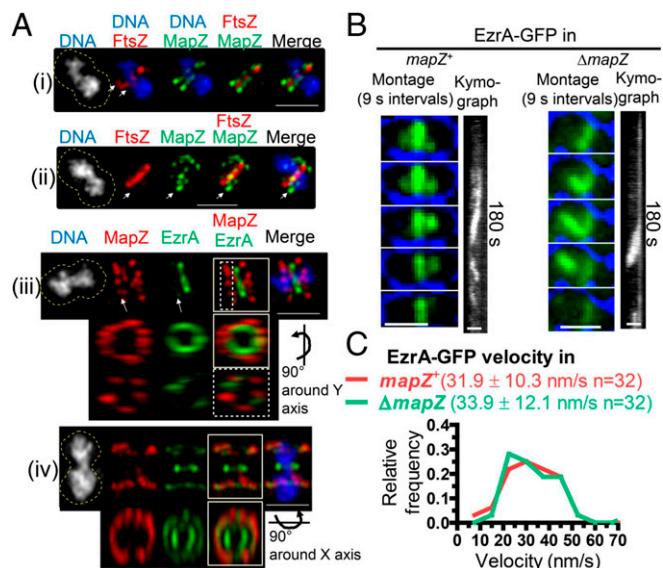 A
DNA DNA FtsZ
DNA FtsZ MapZ MapZ Merge
(i)
FtsZ
DNA FtsZ MapZ MapZ Merge
(ii)
MapZ
DNA MapZ EzrA EzrA Merge
(iii)
90°
around Y
axis
(iv)
90°
around X axis
B
EzrA-GFP in
mapZ+ ΔmapZ
Montage Kymo-
(9 s intervals) graph
Montage Kymo-
(9 s intervals) graph
180 s
180 s
C
EzrA-GFP velocity in
mapZ+ (31.9 ± 10.3 nm/s n=32)
ΔmapZ (33.9 ± 12.1 nm/s n=32)
Relative
frequency
0.4
0.3
0.2
0.1
0.0
0 10 20 30 40 50 60 70
Velocity (nm/s)